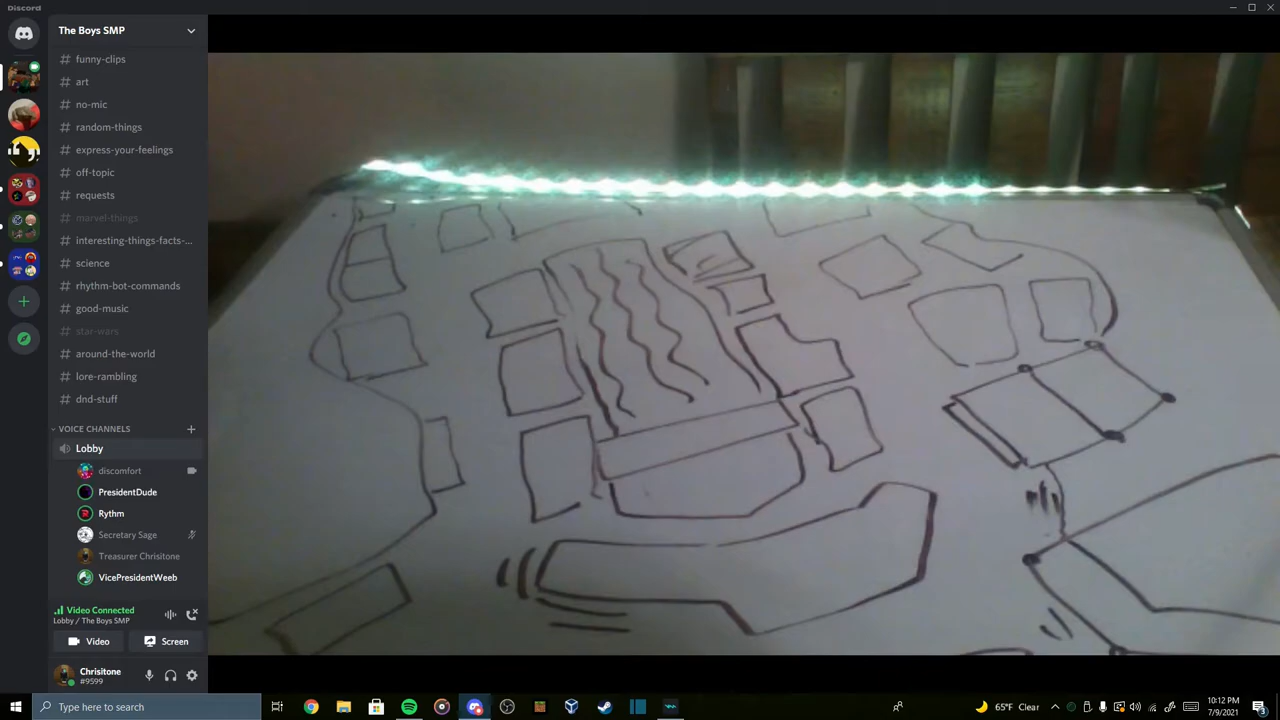 Discord
The Boys SMP
# funny-clips
# art
# no-mic
# random-things
# express-your-feelings
# off-topic
# requests
# marvel-things
# interesting-things-facts-...
# science
# rhythm-bot-commands
# good-music
# star-wars
# around-the-world
# lore-rambling
# dnd-stuff
VOICE CHANNELS
Lobby
discomfort
PresidentDude
Rythm
Secretary Sage
Treasurer Chrisitone
VicePresidentWeeb
Video Connected
Lobby / The Boys SMP
Video Screen
Chrisitone
#9599
Type here to search
65°F Clear
10:12 PM
7/9/2021
3